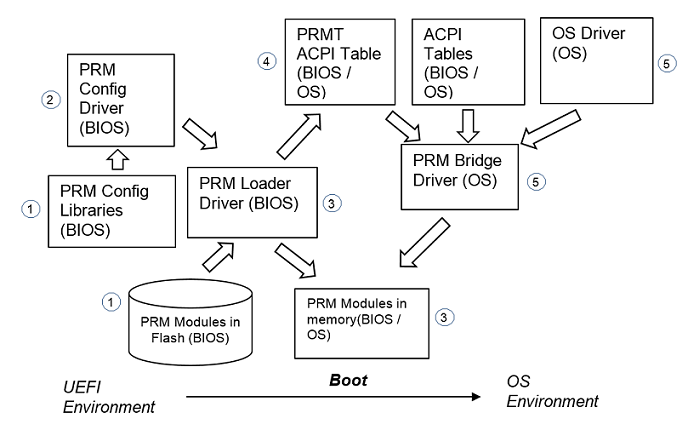 PRMT
ACPI Table
(BIOS /
OS)
4
ACPI
Tables
(BIOS /
OS)
OS Driver
(OS)
5
PRM
Config
Driver
(BIOS)
2
PRM Config
Libraries
(BIOS)
1
PRM Loader
Driver (BIOS)
3
PRM Bridge
Driver (OS)
5
PRM Modules in
Flash (BIOS)
1
PRM Modules in
memory(BIOS /
OS)
3
UEFI
Environment
Boot
OS
Environment